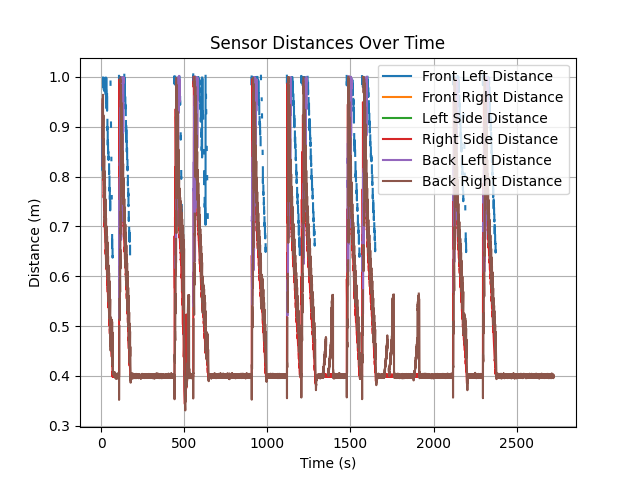 Sensor Distances Over Time
Distance (m)
1.0
0.9
0.8
0.7
0.6
0.5
0.4
0.3
Front Left Distance
Front Right Distance
Left Side Distance
Right Side Distance
Back Left Distance
Back Right Distance
0 500 1000 1500 2000 2500
Time (s)